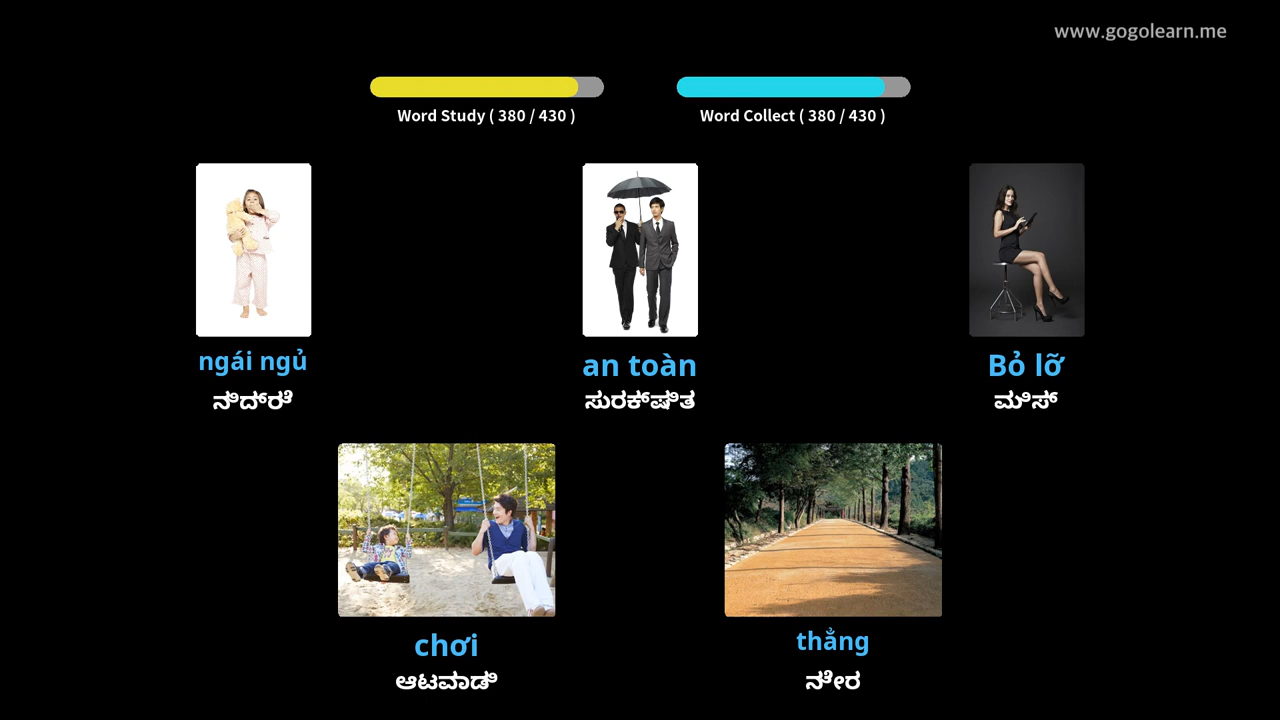 www.gogolearn.me
Word Study ( 380 / 430 )
Word Collect ( 380 / 430 )
ngái ngủ
ನಿದ್ರೆ
an toàn
ಸುರಕ್ಷಿತ
Bỏ lỡ
ಮಿಸ್
chơi
ಆಟವಾಡಿ
thẳng
ನೇರ